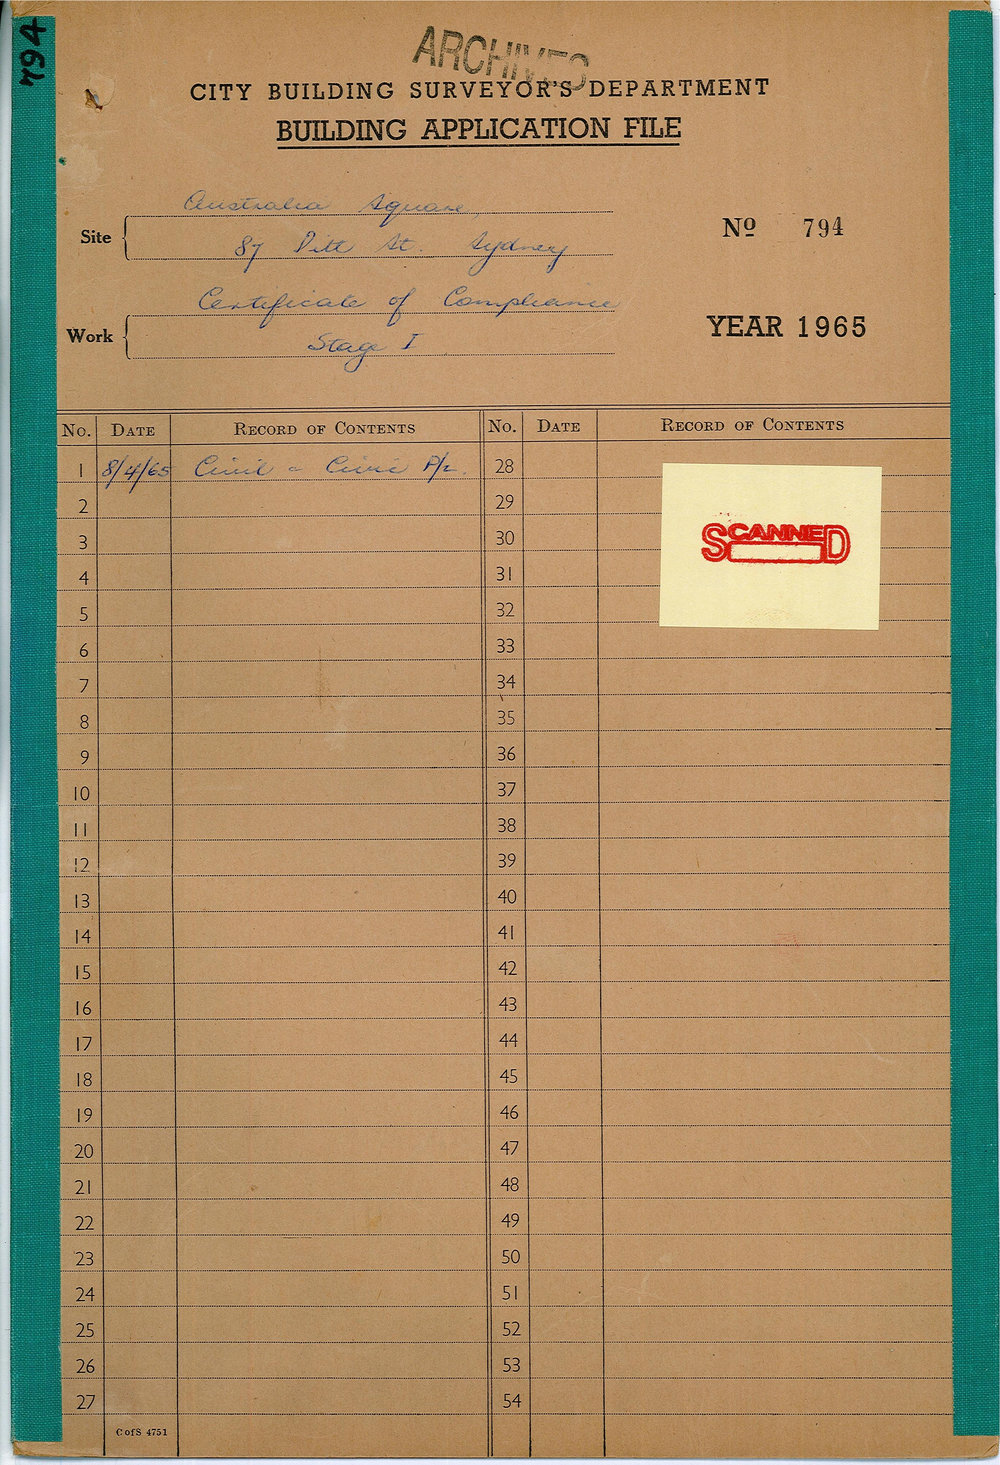 794
ARCHIVES
CITY BUILDING SURVEYOR'S DEPARTMENT
BUILDING APPLICATION FILE
Site
Australia Square,
87 Pitt St. Sydney
Nº 794
Work
Certificate of Compliance
Stage I
YEAR 1965
No. DATE RECORD OF CONTENTS No. DATE RECORD OF CONTENTS
1 8/4/65 Civil & Civic P/L. 28
2 29
3 30
4 31
5 32
6 33
7 34
8 35
9 36
10 37
11 38
12 39
13 40
14 41
15 42
16 43
17 44
18 45
19 46
20 47
21 48
22 49
23 50
24 51
25 52
26 53
27 54
SCANNED
C of S 4751